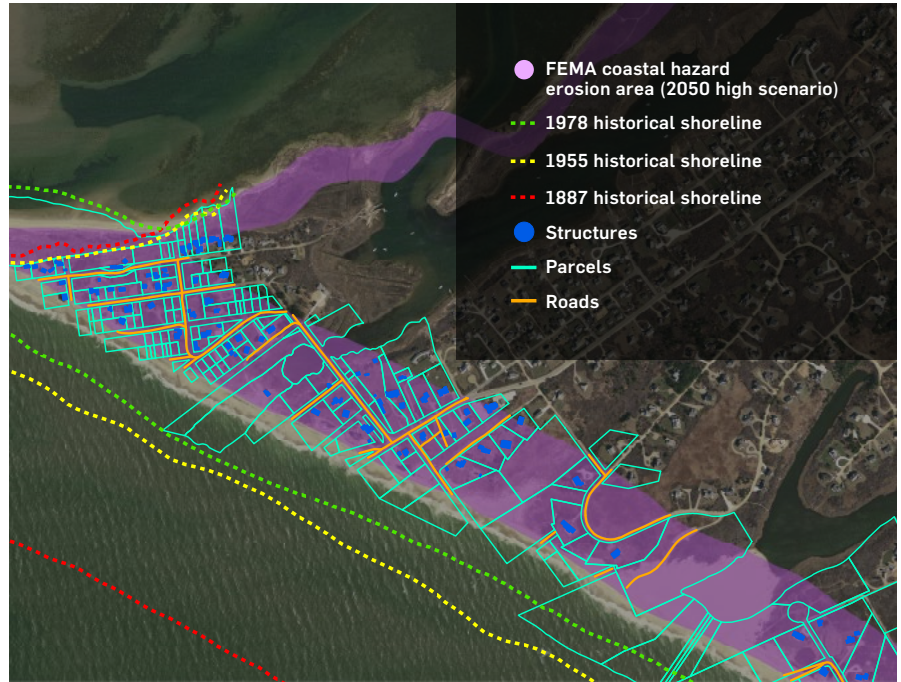 FEMA coastal hazard
erosion area (2050 high scenario)
1978 historical shoreline
1955 historical shoreline
1887 historical shoreline
Structures
Parcels
Roads